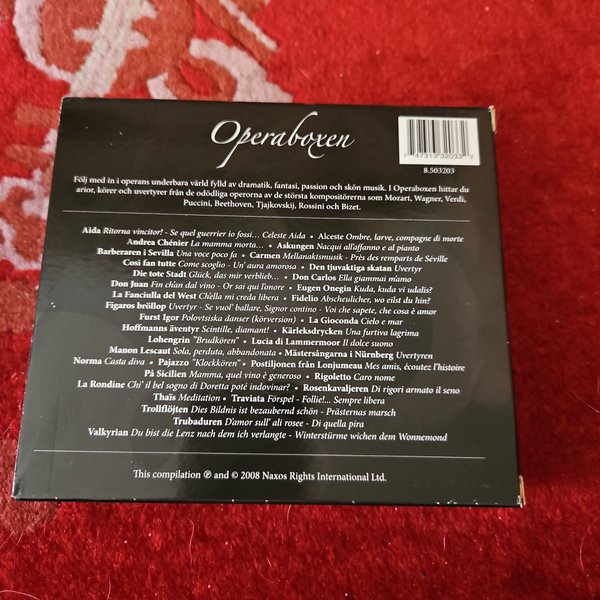 Operaboxen
7 47313 32033 2
8.503203
Följ med in i operans underbara värld fylld av dramatik, fantasi, passion och skön musik. I Operaboxen hittar du
arior, körer och uvertyrer från de odödliga operorna av de största kompositörerna som Mozart, Wagner, Verdi,
Puccini, Beethoven, Tjajkovskij, Rossini och Bizet.
Aida Ritorna vincitor! - Se quel guerrier io fossi… Celeste Aida • Alceste Ombre, larve, compagne di morte
Andrea Chénier La mamma morta… • Askungen Nacqui all'affanno e al pianto
Barberaren i Sevilla Una voce poco fa • Carmen Mellanaktsmusik - Près des remparts de Séville
Così fan tutte Come scoglio - Un' aura amorosa • Den tjuvaktiga skatan Uvertyr
Die tote Stadt Glück, das mir verblieb… • Don Carlos Ella giammai m'amo
Don Juan Fin ch'an dal vino - Or sai qui l'onore • Eugen Onegin Kuda, kuda vi udalis?
La Fanciulla del West Ch'ella mi creda libera • Fidelio Abscheulicher, wo eilst du hin?
Figaros bröllop Uvertyr - Se vuol' ballare, Signor contino - Voi che sapete, che cosa è amor
Furst Igor Polovtsiska danser (körversion) • La Gioconda Cielo e mar
Hoffmanns äventyr Scintille, diamant! • Kärleksdrycken Una furtiva lagrima
Lohengrin "Brudkören" • Lucia di Lammermoor Il dolce suono
Manon Lescaut Sola, perduta, abbandonata • Mästersångarna i Nürnberg Uvertyren
Norma Casta diva • Pajazzo "Klockkören" • Postiljonen från Lonjumeau Mes amis, écoutez l'histoire
På Sicilien Mamma, quel vino è generoso • Rigoletto Caro nome
La Rondine Chi' il bel sogno di Doretta poté indovinar? • Rosenkavaljeren Di rigori armato il seno
Thaïs Meditation • Traviata Förspel - Follie!... Sempre libera
Trollflöjten Dies Bildnis ist bezaubernd schön - Prästernas marsch
Trubaduren D'amor sull' ali rosee - Di quella pira
Valkyrian Du bist die Lenz nach dem ich verlangte - Winterstürme wichen dem Wonnemond
This compilation ℗ and © 2008 Naxos Rights International Ltd.